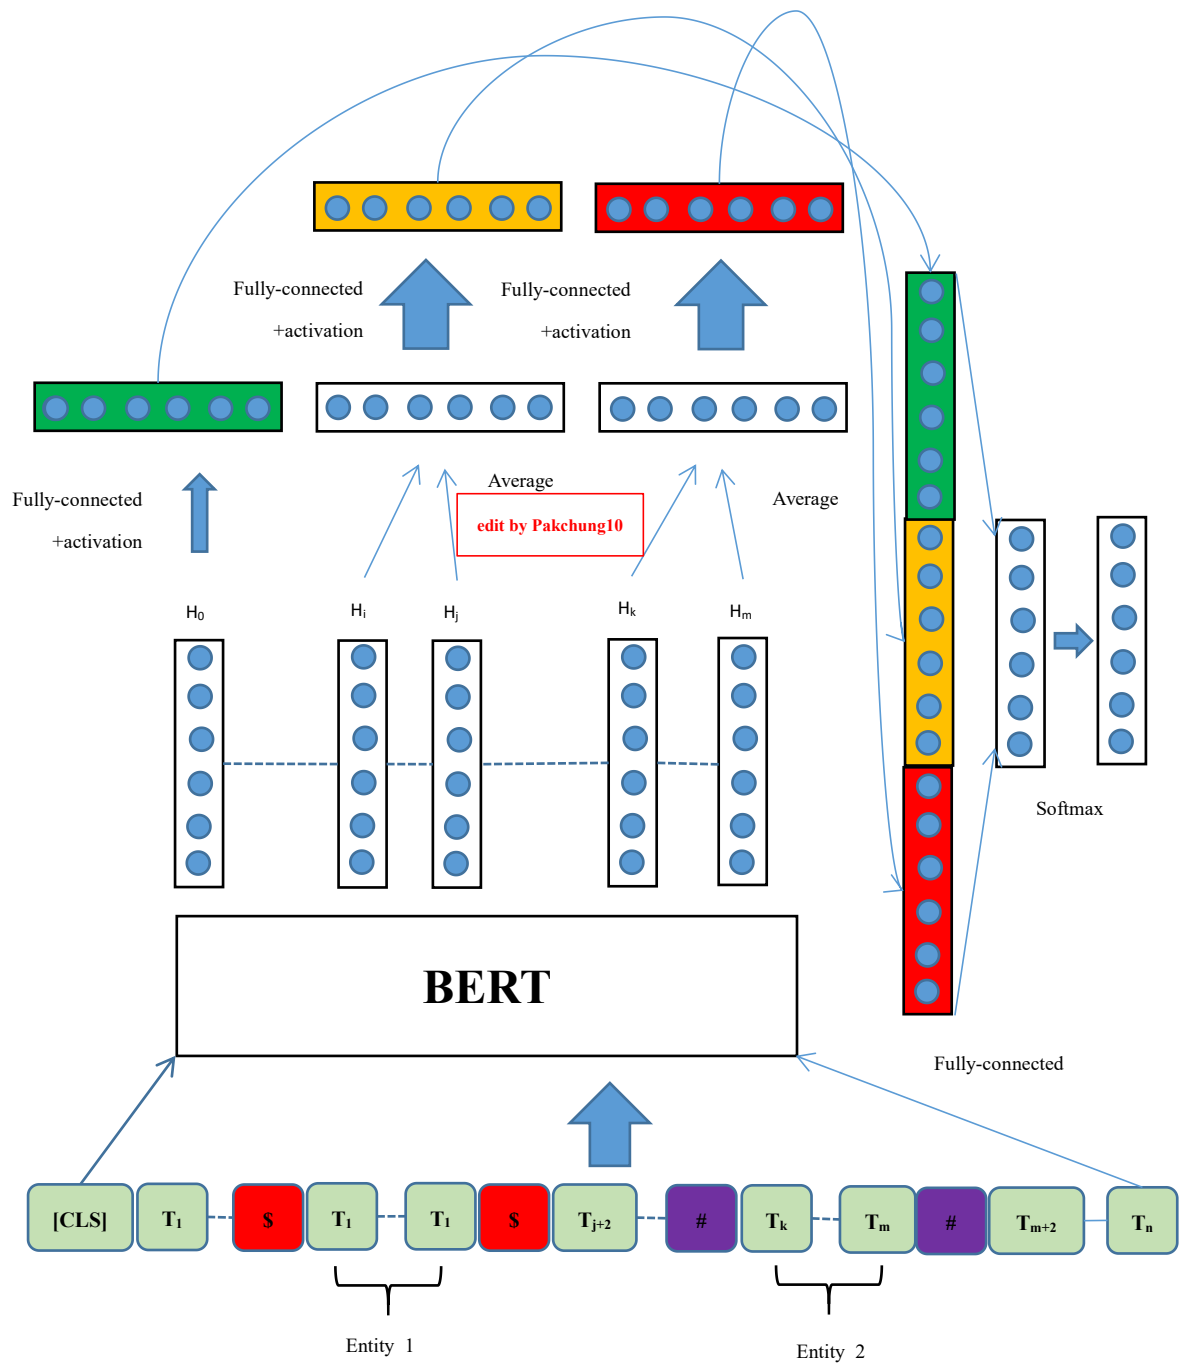 Fully-connected
+activation
Fully-connected
+activation
Fully-connected
+activation
Average
Average
edit by Pakchung10
H0
Hi
Hj
Hk
Hm
Softmax
BERT
Fully-connected
[CLS]
T1
$
T1
T1
$
Tj+2
#
Tk
Tm
#
Tm+2
Tn
Entity 1
Entity 2